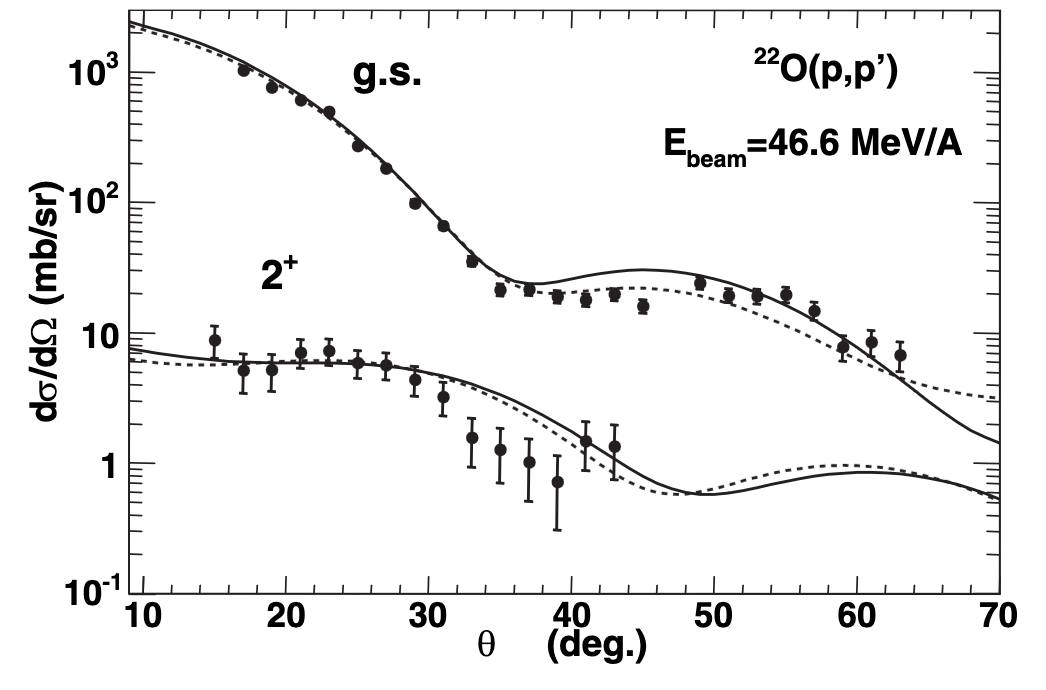 10³
g.s.
²²O(p,p’)
E_beam=46.6 MeV/A
10²
dσ/dΩ (mb/sr)
2⁺
10
1
10⁻¹
10 20 30 40 50 60 70
θ (deg.)